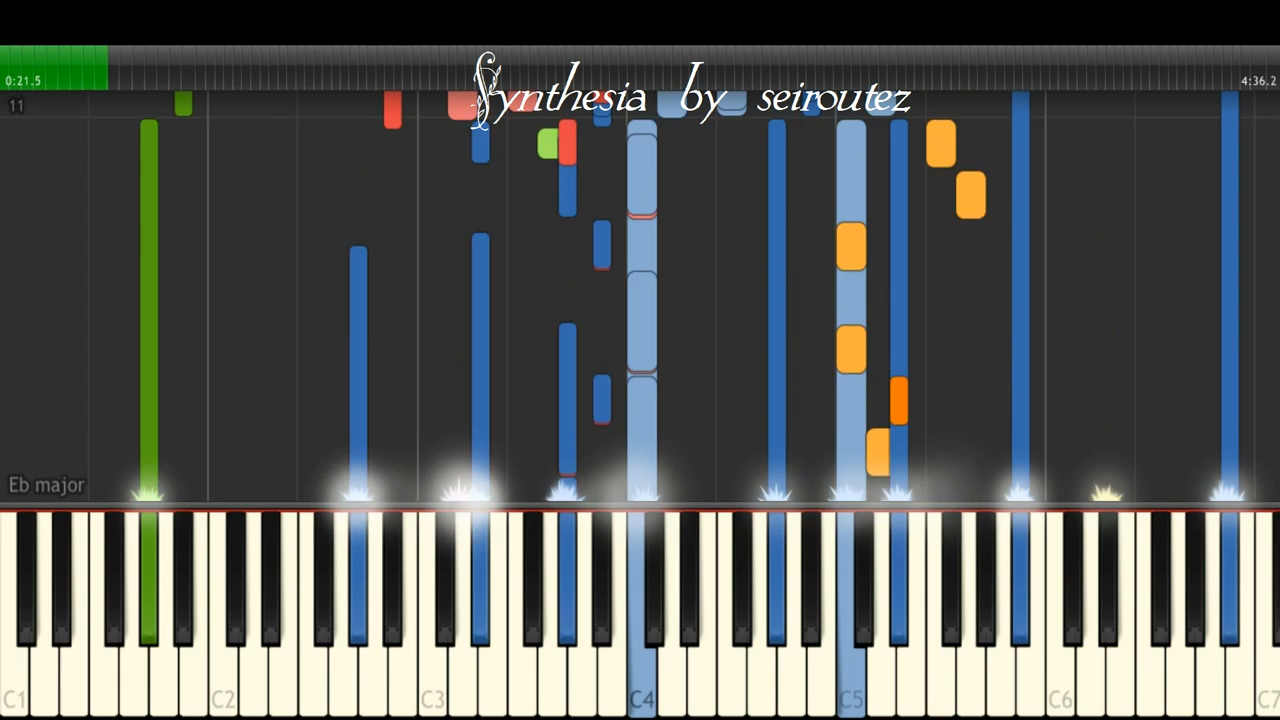 Synthesia by seiroutez
0:21.5 4:36.2
11
Eb major
C1 C2 C3 C4 C5 C6 C7